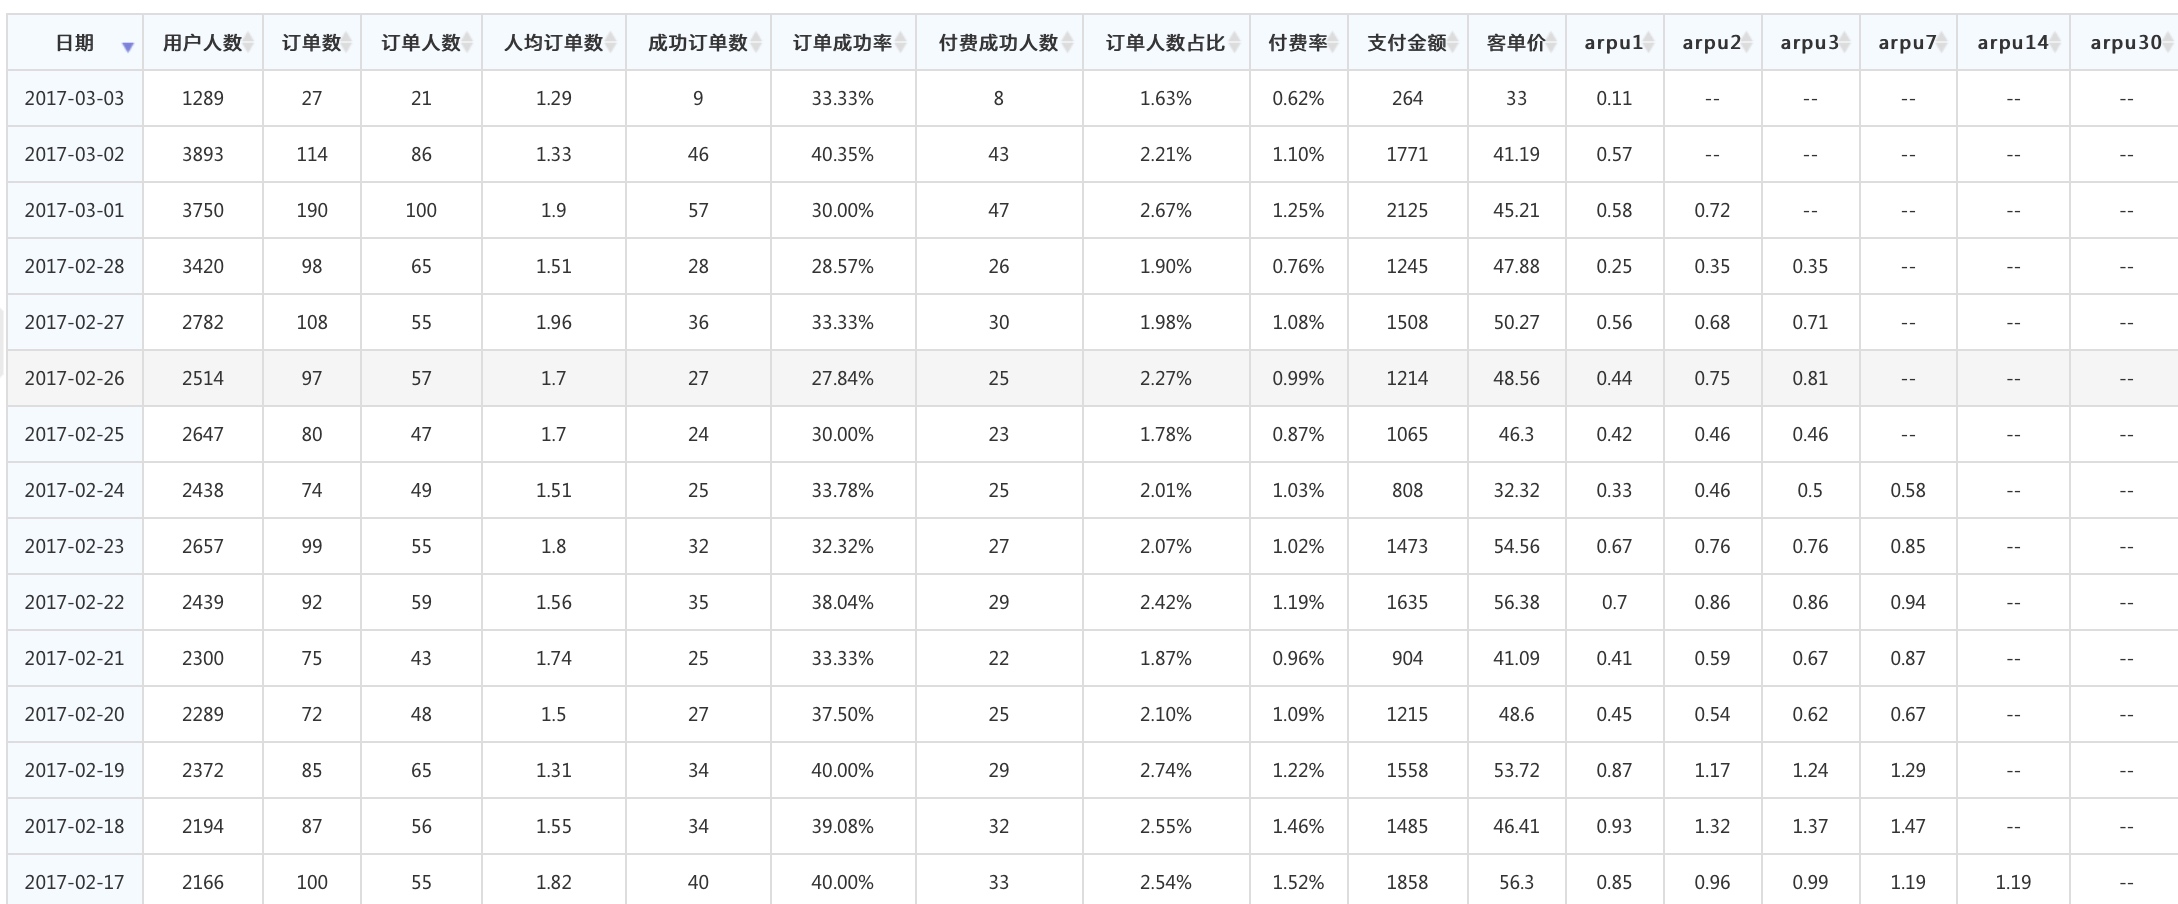 日期 用户人数 订单数 订单人数 人均订单数 成功订单数 订单成功率 付费成功人数 订单人数占比 付费率 支付金额 客单价 arpu1 arpu2 arpu3 arpu7 arpu14 arpu30
2017-03-03 1289 27 21 1.29 9 33.33% 8 1.63% 0.62% 264 33 0.11 -- -- -- -- --
2017-03-02 3893 114 86 1.33 46 40.35% 43 2.21% 1.10% 1771 41.19 0.57 -- -- -- -- --
2017-03-01 3750 190 100 1.9 57 30.00% 47 2.67% 1.25% 2125 45.21 0.58 0.72 -- -- -- --
2017-02-28 3420 98 65 1.51 28 28.57% 26 1.90% 0.76% 1245 47.88 0.25 0.35 0.35 -- -- --
2017-02-27 2782 108 55 1.96 36 33.33% 30 1.98% 1.08% 1508 50.27 0.56 0.68 0.71 -- -- --
2017-02-26 2514 97 57 1.7 27 27.84% 25 2.27% 0.99% 1214 48.56 0.44 0.75 0.81 -- -- --
2017-02-25 2647 80 47 1.7 24 30.00% 23 1.78% 0.87% 1065 46.3 0.42 0.46 0.46 -- -- --
2017-02-24 2438 74 49 1.51 25 33.78% 25 2.01% 1.03% 808 32.32 0.33 0.46 0.5 0.58 -- --
2017-02-23 2657 99 55 1.8 32 32.32% 27 2.07% 1.02% 1473 54.56 0.67 0.76 0.76 0.85 -- --
2017-02-22 2439 92 59 1.56 35 38.04% 29 2.42% 1.19% 1635 56.38 0.7 0.86 0.86 0.94 -- --
2017-02-21 2300 75 43 1.74 25 33.33% 22 1.87% 0.96% 904 41.09 0.41 0.59 0.67 0.87 -- --
2017-02-20 2289 72 48 1.5 27 37.50% 25 2.10% 1.09% 1215 48.6 0.45 0.54 0.62 0.67 -- --
2017-02-19 2372 85 65 1.31 34 40.00% 29 2.74% 1.22% 1558 53.72 0.87 1.17 1.24 1.29 -- --
2017-02-18 2194 87 56 1.55 34 39.08% 32 2.55% 1.46% 1485 46.41 0.93 1.32 1.37 1.47 -- --
2017-02-17 2166 100 55 1.82 40 40.00% 33 2.54% 1.52% 1858 56.3 0.85 0.96 0.99 1.19 1.19 --